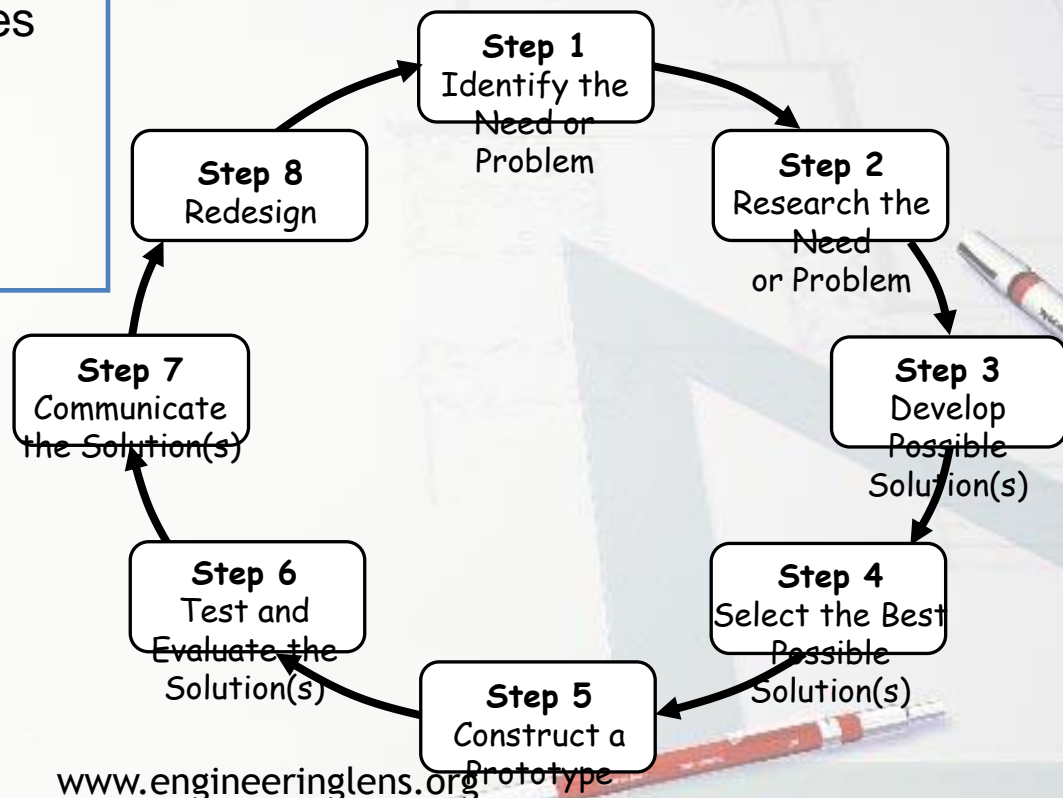 es
Step 1
Identify the
Need or
Problem
Step 2
Research the
Need
or Problem
Step 3
Develop
Possible
Solution(s)
Step 4
Select the Best
Possible
Solution(s)
Step 5
Construct a
Prototype
Step 6
Test and
Evaluate the
Solution(s)
Step 7
Communicate
the Solution(s)
Step 8
Redesign
www.engineeringlens.org